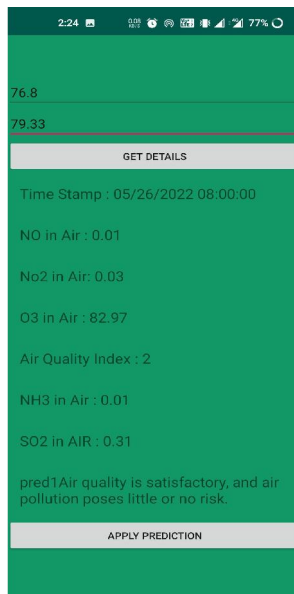 2:24 77%
76.8
79.33
GET DETAILS
Time Stamp : 05/26/2022 08:00:00
NO in Air : 0.01
No2 in Air: 0.03
O3 in Air : 82.97
Air Quality Index : 2
NH3 in Air : 0.01
SO2 in AIR : 0.31
pred1Air quality is satisfactory, and air
pollution poses little or no risk.
APPLY PREDICTION